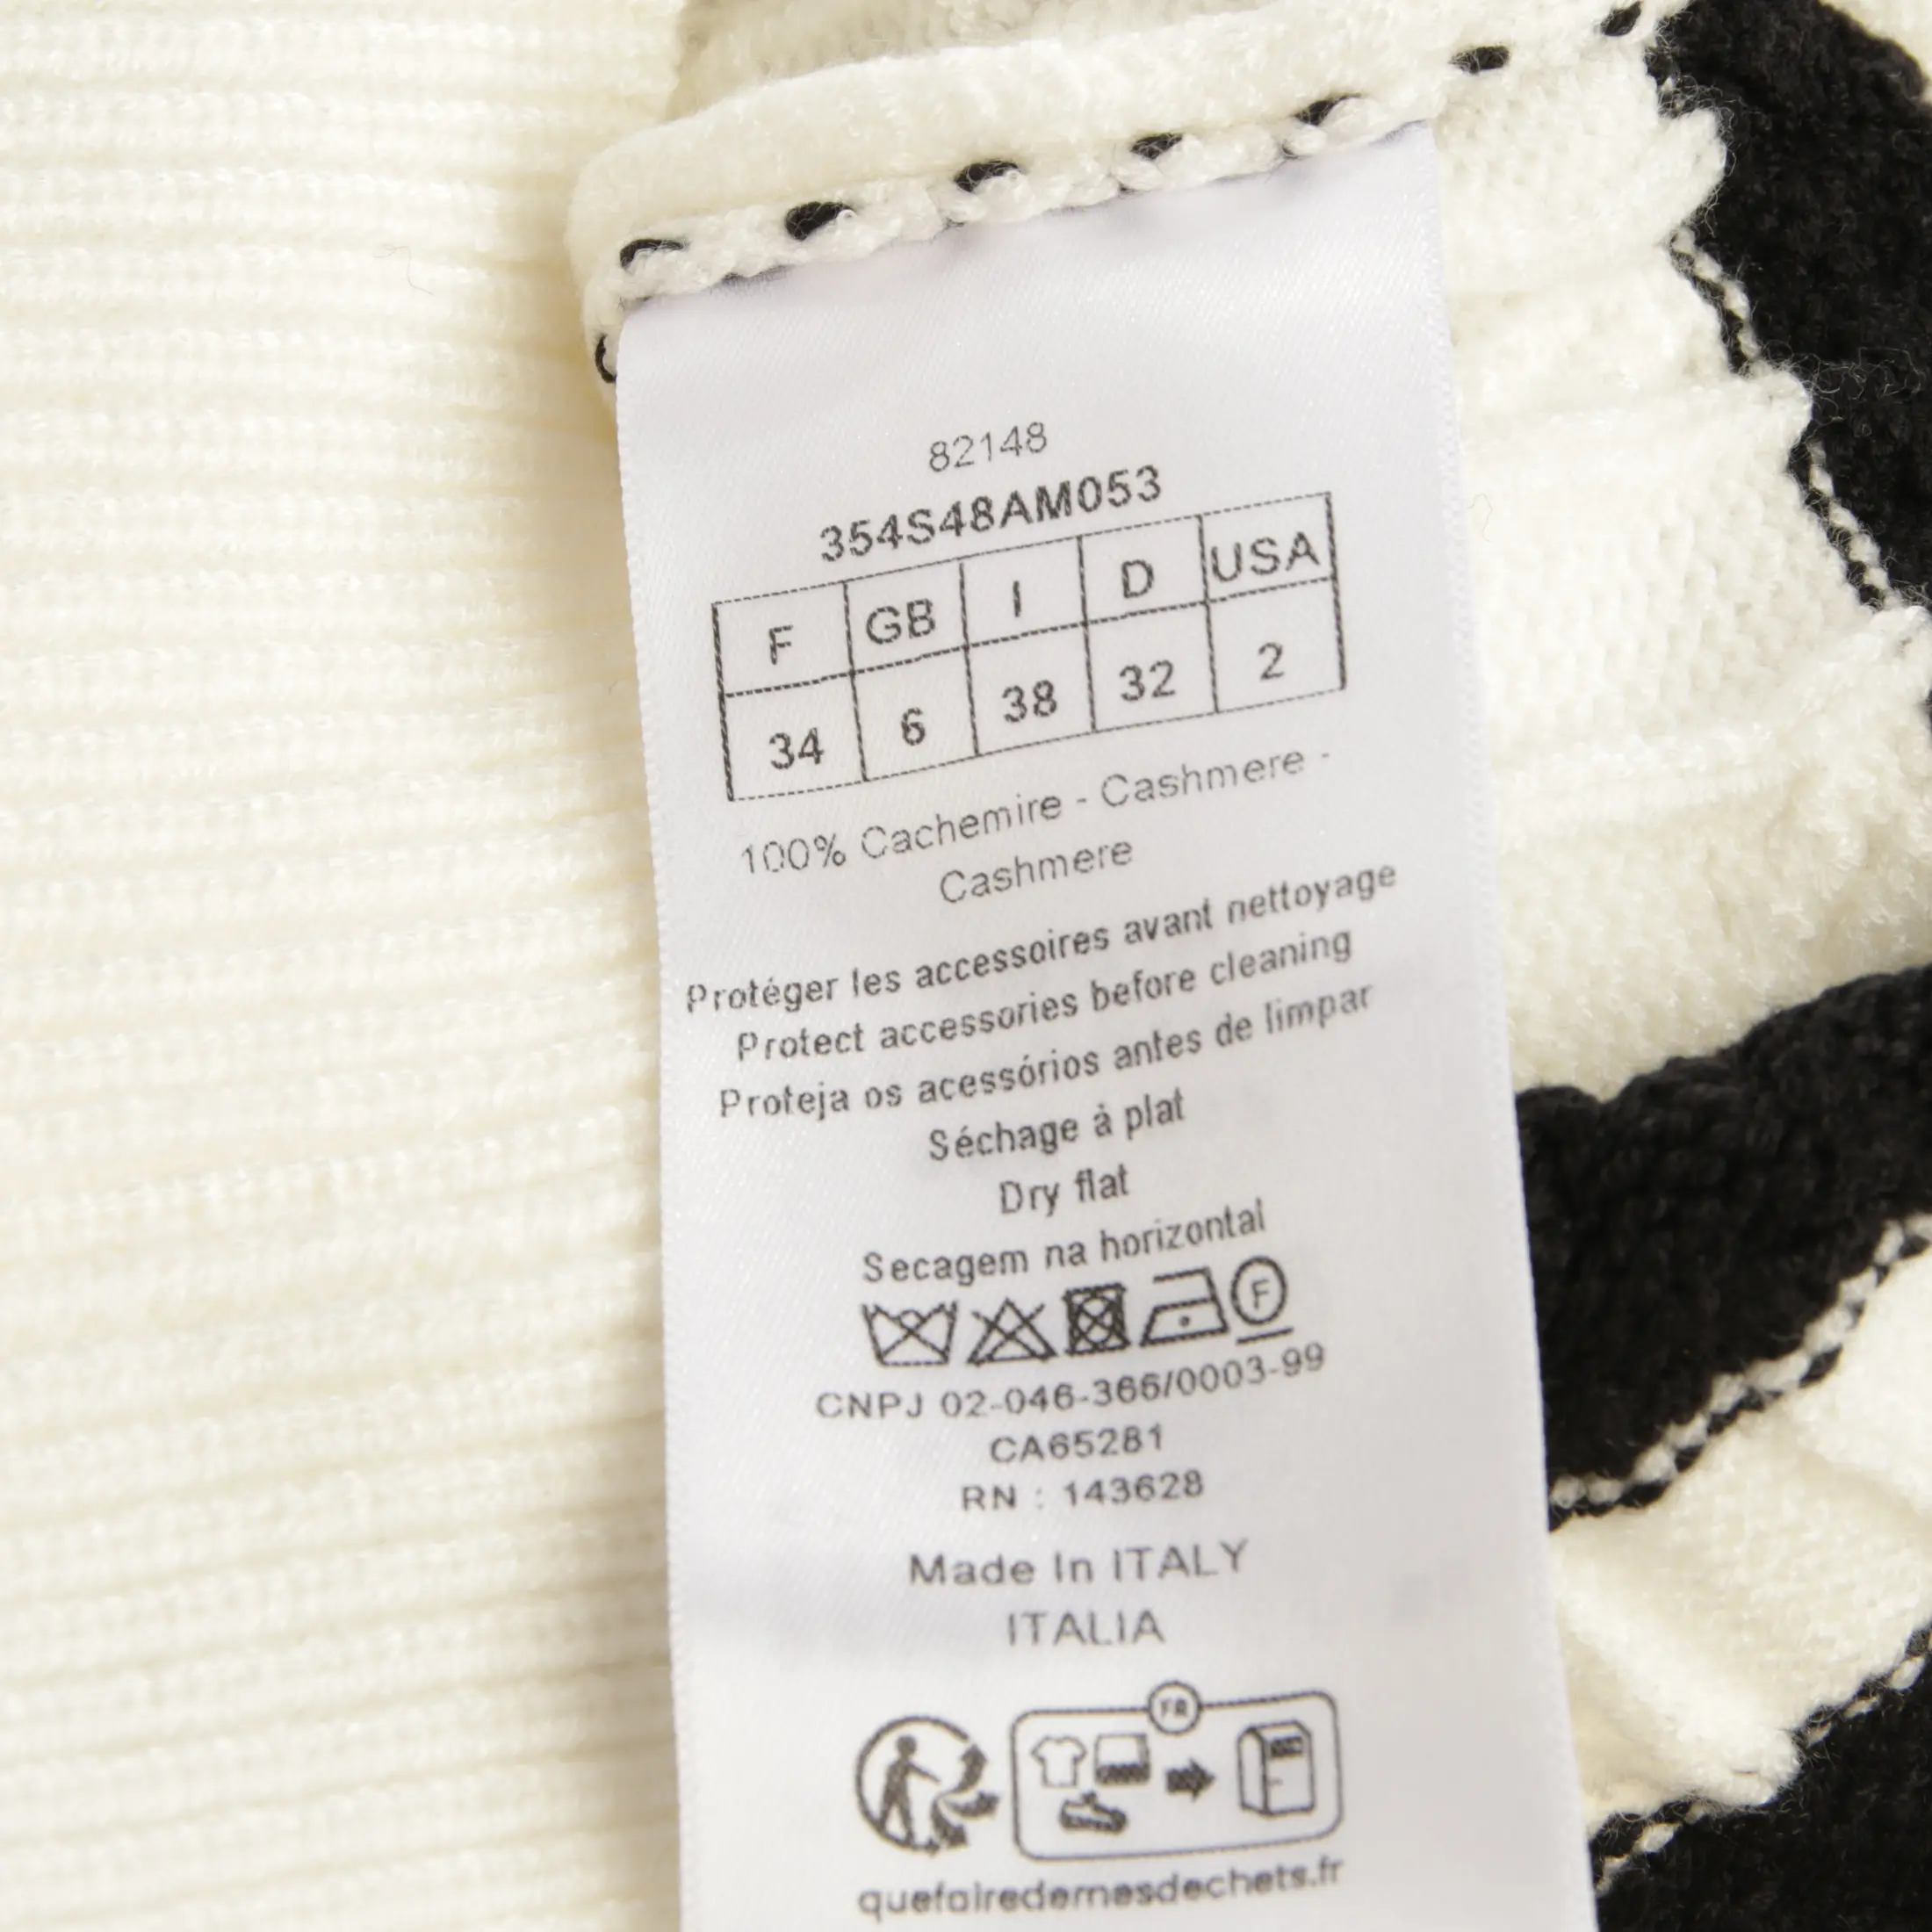 82148
354S48AM053
F GB I D USA
34 6 38 32 2
100% Cachemire - Cashmere -
Cashmere
Protéger les accessoires avant nettoyage
Protect accessories before cleaning
Proteja os acessórios antes de limpar
Séchage à plat
Dry flat
Secagem na horizontal
F
CNPJ 02-046-366/0003-99
CA65281
RN : 143628
Made In ITALY
ITALIA
FR
quefairedemesdechets.fr